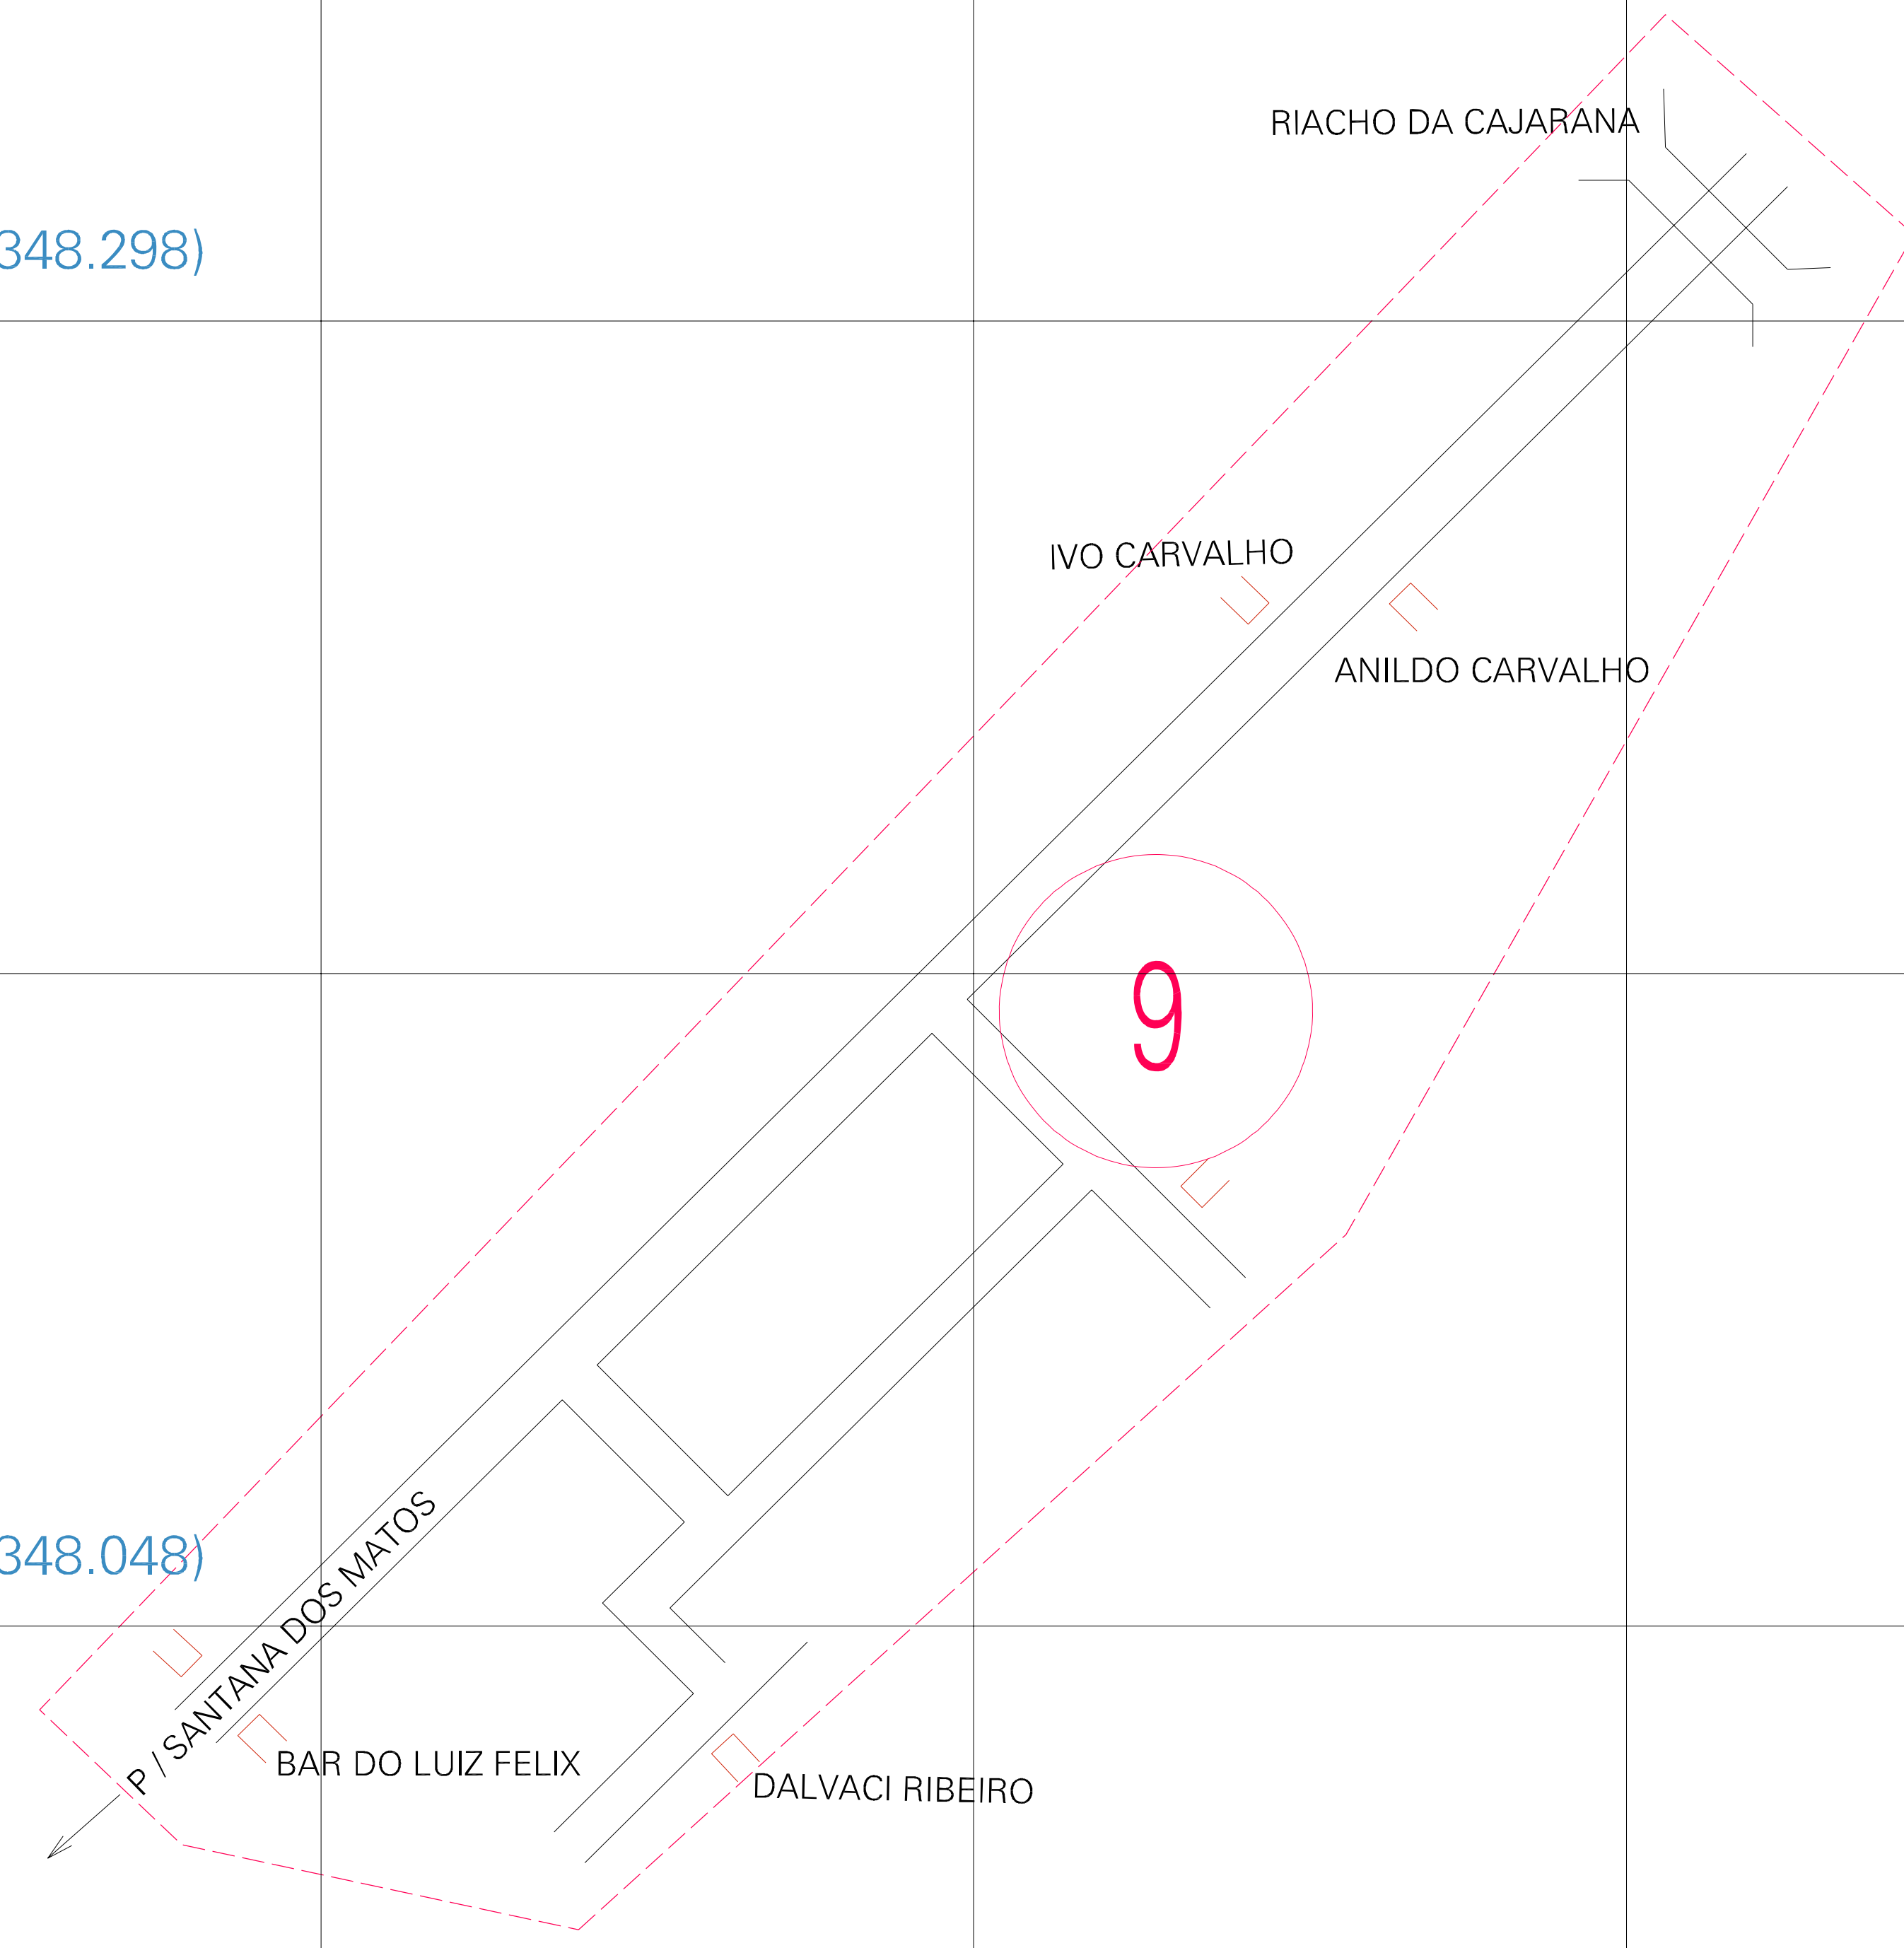 RIACHO DA CAJARANA
348.298)
IVO CARVALHO
ANILDO CARVALHO
9
P / SANTANA DOS MATOS
348.048)
BAR DO LUIZ FELIX
DALVACI RIBEIRO